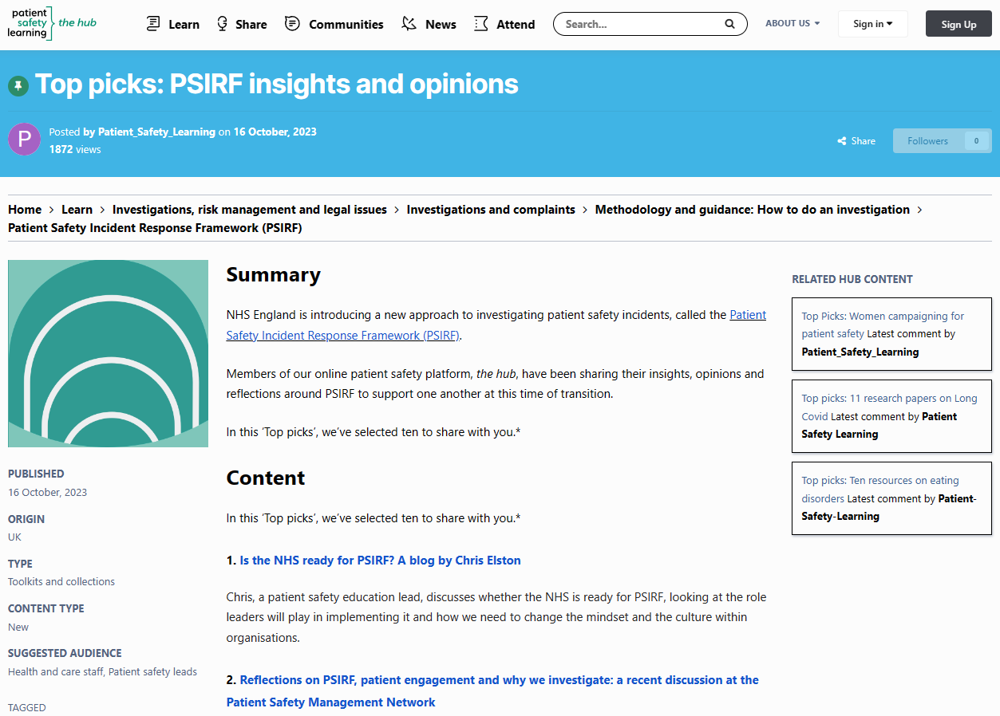 patient
safety
learning
the hub
Learn
Share
Communities
News
Attend
Search...
ABOUT US
Sign in
Sign Up
Top picks: PSIRF insights and opinions
P
Posted by Patient_Safety_Learning on 16 October, 2023
1872 views
Share
Followers 0
Home > Learn > Investigations, risk management and legal issues > Investigations and complaints > Methodology and guidance: How to do an investigation >
Patient Safety Incident Response Framework (PSIRF)
PUBLISHED
16 October, 2023
ORIGIN
UK
TYPE
Toolkits and collections
CONTENT TYPE
New
SUGGESTED AUDIENCE
Health and care staff, Patient safety leads
TAGGED
Summary
NHS England is introducing a new approach to investigating patient safety incidents, called the Patient
Safety Incident Response Framework (PSIRF).
Members of our online patient safety platform, the hub, have been sharing their insights, opinions and
reflections around PSIRF to support one another at this time of transition.
In this ‘Top picks’, we’ve selected ten to share with you.*
Content
In this ‘Top picks’, we’ve selected ten to share with you.*
1. Is the NHS ready for PSIRF? A blog by Chris Elston
Chris, a patient safety education lead, discusses whether the NHS is ready for PSIRF, looking at the role
leaders will play in implementing it and how we need to change the mindset and the culture within
organisations.
2. Reflections on PSIRF, patient engagement and why we investigate: a recent discussion at the
Patient Safety Management Network
RELATED HUB CONTENT
Top Picks: Women campaigning for
patient safety Latest comment by
Patient_Safety_Learning
Top picks: 11 research papers on Long
Covid Latest comment by Patient
Safety Learning
Top picks: Ten resources on eating
disorders Latest comment by Patient-
Safety-Learning